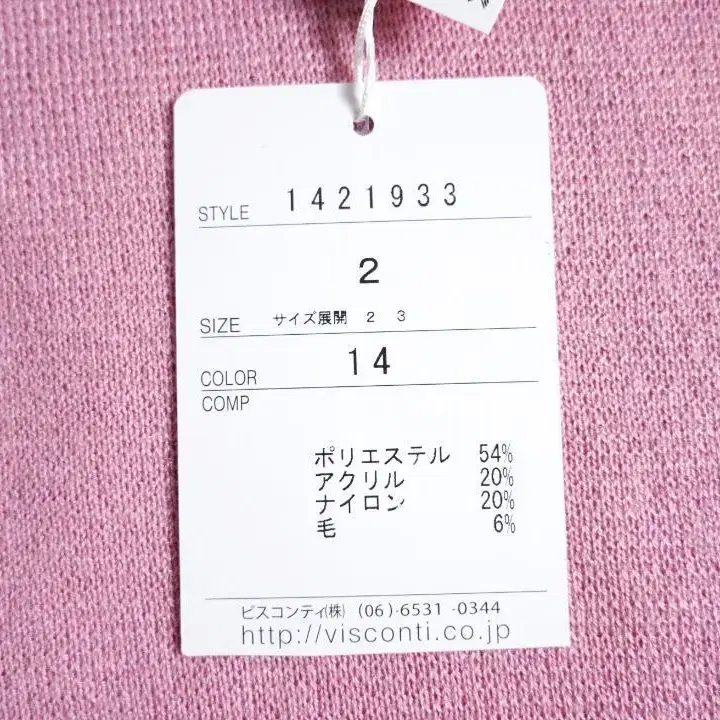 STYLE 1421933
2
SIZE サイズ展開 2 3
COLOR 14
COMP
ポリエステル 54%
アクリル 20%
ナイロン 20%
毛 6%
ビスコンティ(株) (06)-6531-0344
http://visconti.co.jp